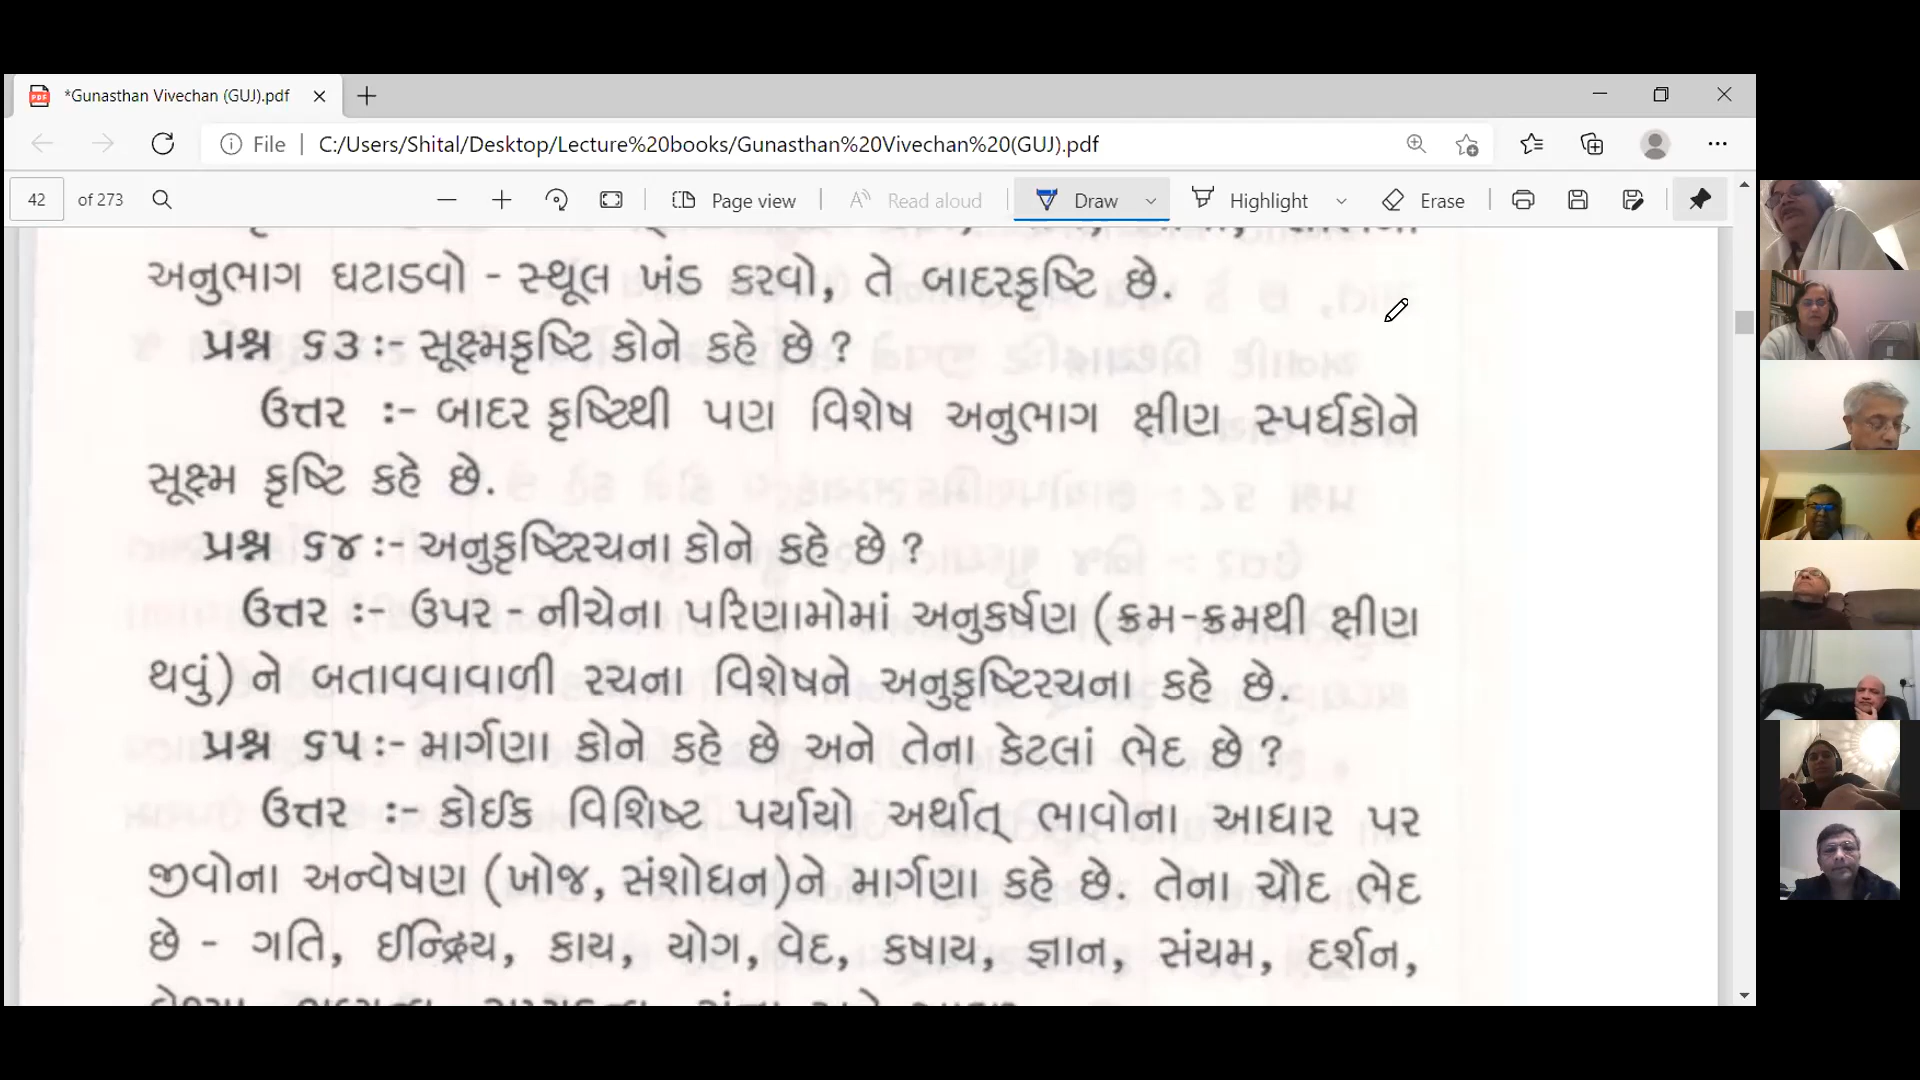 *Gunasthan Vivechan (GUJ).pdf
File C:/Users/Shital/Desktop/Lecture%20books/Gunasthan%20Vivechan%20(GUJ).pdf
42 of 273 Page view Read aloud Draw Highlight Erase
અનુભાગ ઘટાડવો - સ્થૂલ ખંડ કરવો, તે બાદરકૃષ્ટિ છે.
પ્રશ્ન ૬૩ :- સૂક્ષ્મકૃષ્ટિ કોને કહે છે ?
ઉત્તર :- બાદર કૃષ્ટિથી પણ વિશેષ અનુભાગ ક્ષીણ સ્પર્ધકોને
સૂક્ષ્મ કૃષ્ટિ કહે છે.
પ્રશ્ન ૬૪ :- અનુકૃષ્ટિરચના કોને કહે છે ?
ઉત્તર :- ઉપર - નીચેના પરિણામોમાં અનુકર્ષણ (ક્રમ-ક્રમથી ક્ષીણ
થવું) ને બતાવવાવાળી રચના વિશેષને અનુકૃષ્ટિરચના કહે છે.
પ્રશ્ન ૬૫ :- માર્ગણા કોને કહે છે અને તેના કેટલાં ભેદ છે ?
ઉત્તર :- કોઈક વિશિષ્ટ પર્યાયો અર્થાત્ ભાવોના આધાર પર
જીવોના અન્વેષણ (ખોજ, સંશોધન)ને માર્ગણા કહે છે. તેના ચૌદ ભેદ
છે - ગતિ, ઈન્દ્રિય, કાય, યોગ, વેદ, કષાય, જ્ઞાન, સંયમ, દર્શન,